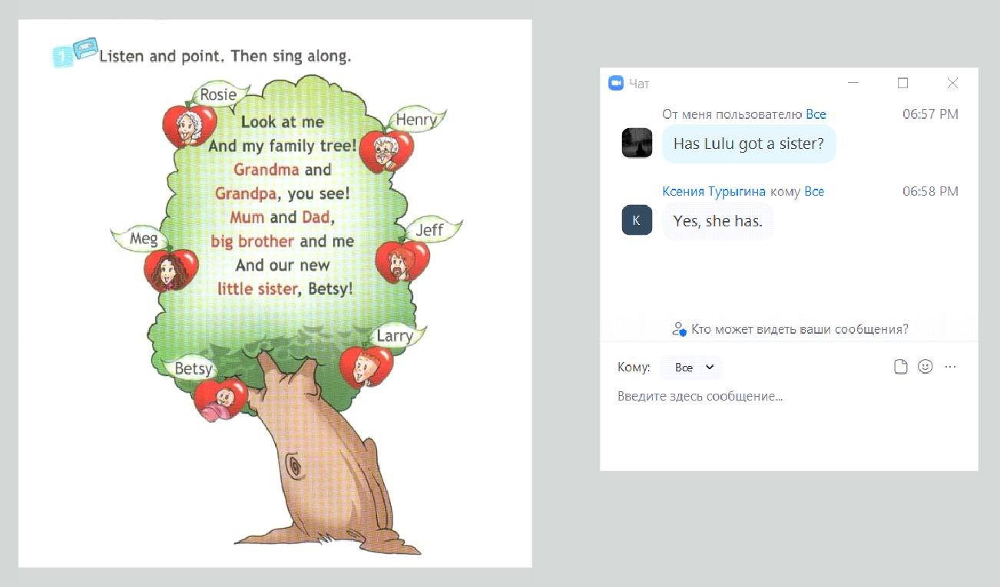 1 Listen and point. Then sing along.
Rosie
Henry
Look at me
And my family tree!
Grandma and
Grandpa, you see!
Mum and Dad,
big brother and me
And our new
little sister, Betsy!
Meg
Jeff
Larry
Betsy
Чат
От меня пользователю Все 06:57 PM
Has Lulu got a sister?
Ксения Турыгина кому Все 06:58 PM
К
Yes, she has.
Кто может видеть ваши сообщения?
Кому: Все
Введите здесь сообщение...